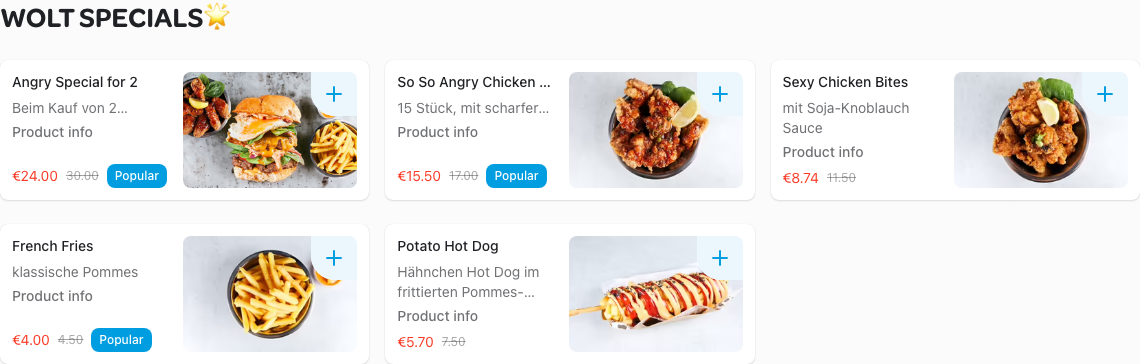 WOLT SPECIALS🌟
Angry Special for 2
Beim Kauf von 2...
Product info
€24.00 30.00 Popular
So So Angry Chicken ...
15 Stück, mit scharfer...
Product info
€15.50 17.00 Popular
Sexy Chicken Bites
mit Soja-Knoblauch
Sauce
Product info
€8.74 11.50
French Fries
klassische Pommes
Product info
€4.00 4.50 Popular
Potato Hot Dog
Hähnchen Hot Dog im
frittierten Pommes-...
Product info
€5.70 7.50